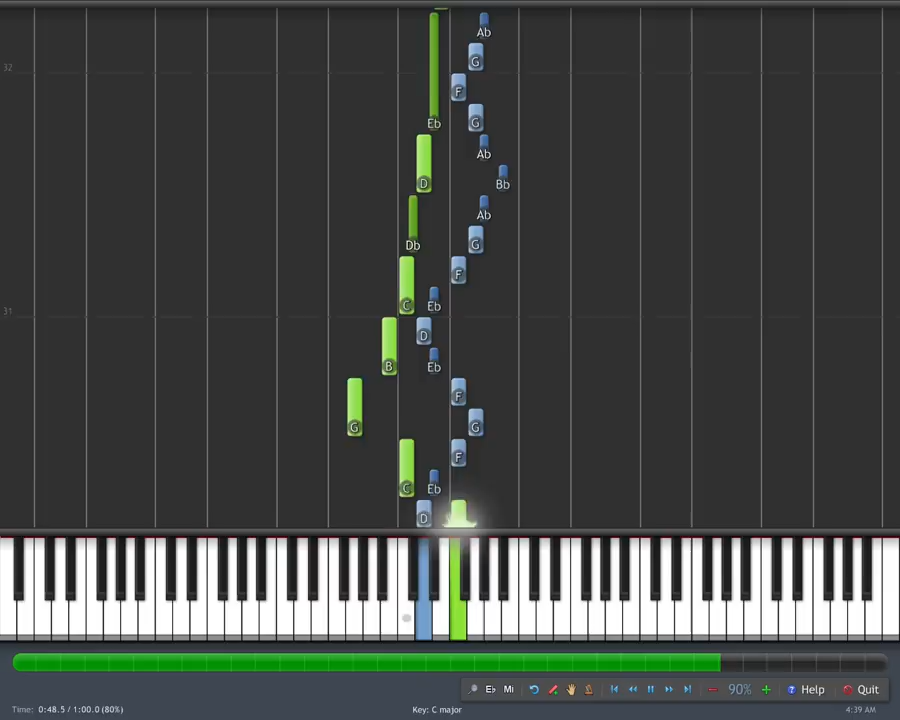 Ab
32
G
F
Eb
G
Ab
D
Bb
Ab
Db
G
F
C
Eb
31
D
B
Eb
F
G
G
F
C
Eb
D
Eb Mi 90% Help Quit
Time: 0:48.5 / 1:00.0 (80%) Key: C major 4:39 AM